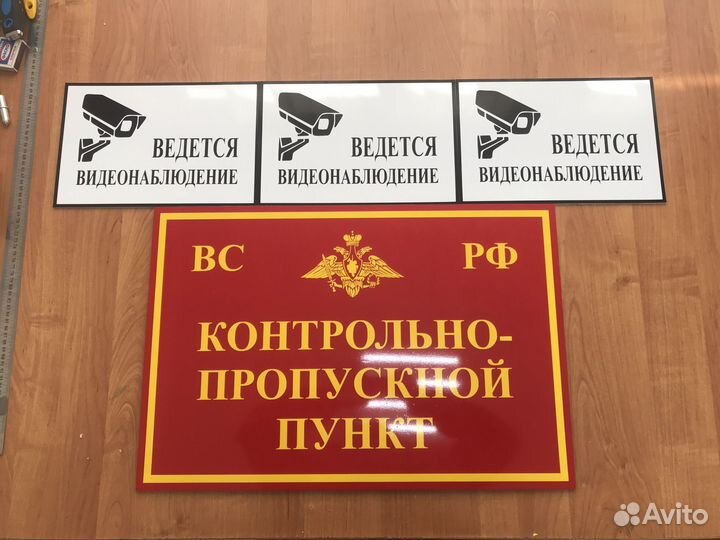 ВЕДЕТСЯ
ВИДЕОНАБЛЮДЕНИЕ
ВЕДЕТСЯ
ВИДЕОНАБЛЮДЕНИЕ
ВЕДЕТСЯ
ВИДЕОНАБЛЮДЕНИЕ
ВС РФ
КОНТРОЛЬНО-
ПРОПУСКНОЙ
ПУНКТ
Avito